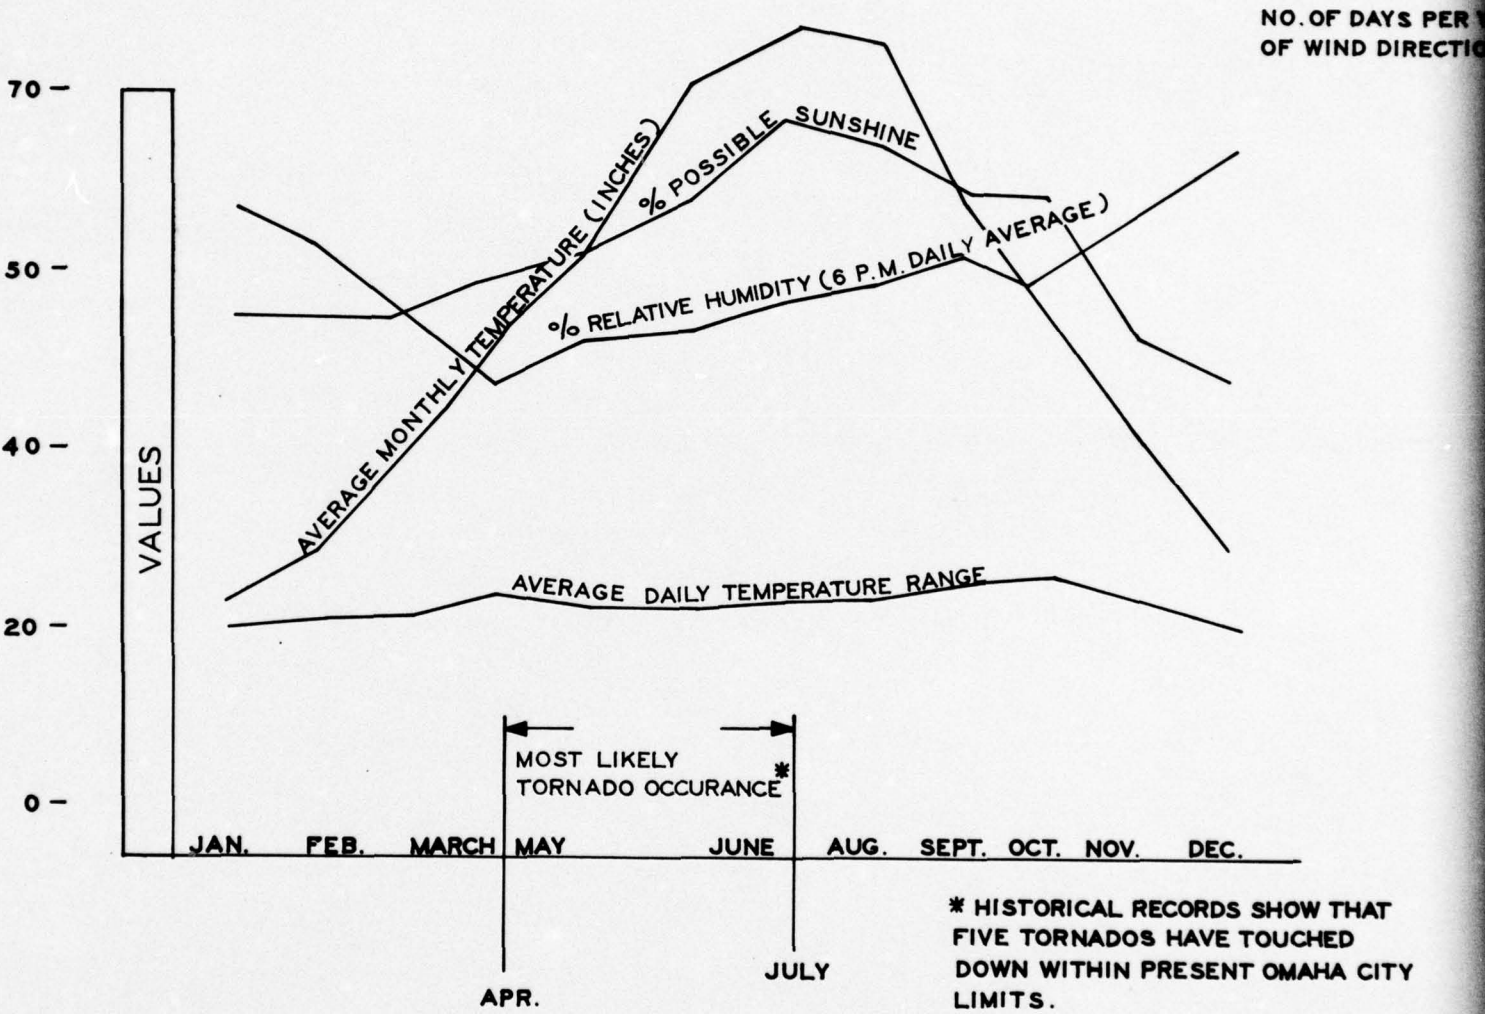 NO. OF DAYS PER
OF WIND
70 –
50 –
40 –
20 –
0 –
VALUES
AVERAGE MONTHLY TEMPERATURE (INCHES)
% POSSIBLE SUNSHINE
% RELATIVE HUMIDITY (6 P.M. DAILY AVERAGE)
AVERAGE DAILY TEMPERATURE RANGE
MOST LIKELY
TORNADO OCCURANCE*
JAN. FEB. MARCH MAY JUNE AUG. SEPT. OCT. NOV. DEC.
JULY
APR.
* HISTORICAL RECORDS SHOW THAT
FIVE TORNADOS HAVE TOUCHED
DOWN WITHIN PRESENT OMAHA CITY
LIMITS.